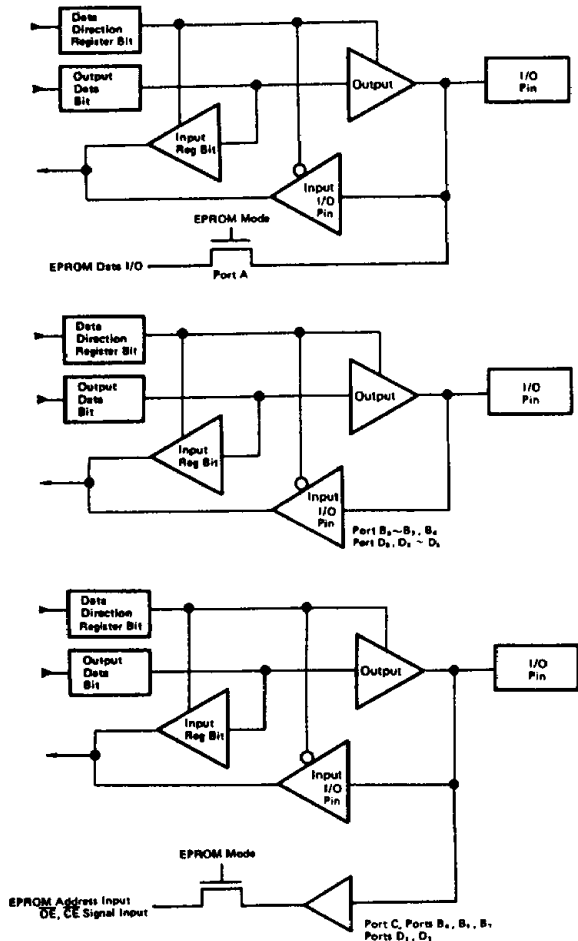 Data
Direction
Register Bit
Output
Data
Bit
Output
I/O
Pin
Input
Reg Bit
Input
I/O
Pin
EPROM Mode
EPROM Data I/O
Port A
Data
Direction
Register Bit
Output
Data
Bit
Output
I/O
Pin
Input
Reg Bit
Input
I/O
Pin
Port
Port
Data
Direction
Register Bit
Output
Data
Bit
Output
I/O
Pin
Input
Reg Bit
Input
I/O
Pin
EPROM Mode
EPROM Address Input
OE, CE Signal Input
Port C, Ports
Ports